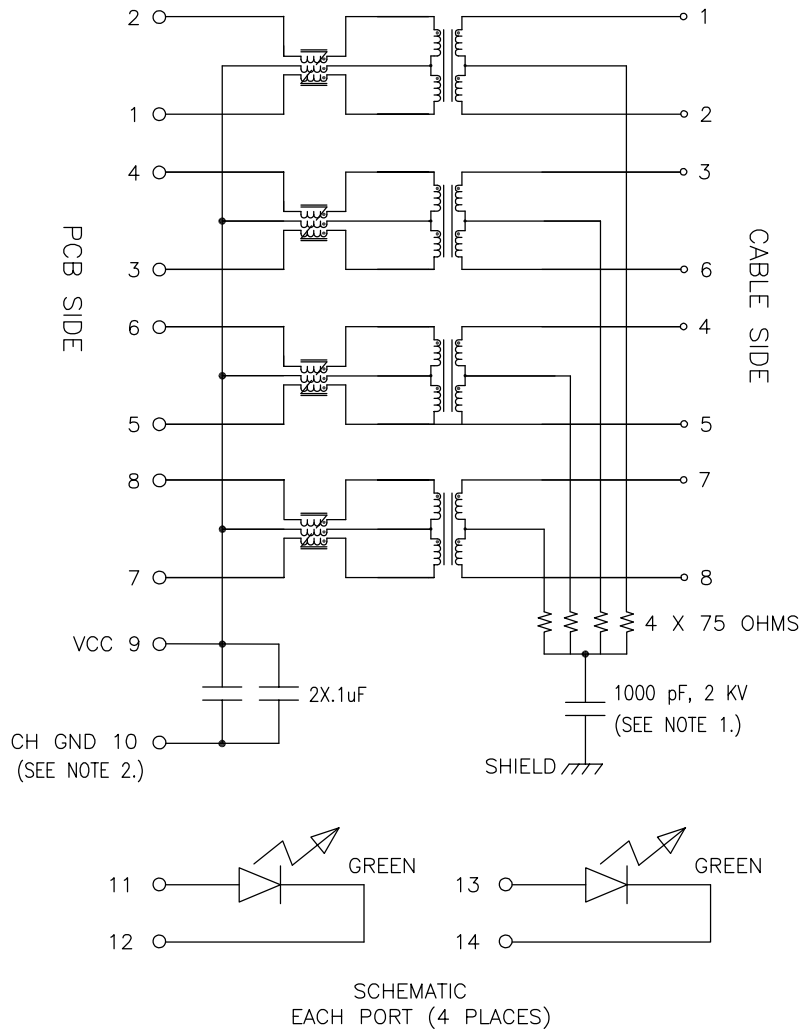 2
1
1
2
4
3
3
6
PCB SIDE
CABLE SIDE
6
4
5
5
8
7
7
8
4 X 75 OHMS
VCC 9
2X.1uF
1000 pF, 2 KV
(SEE NOTE 1.)
CH GND 10
(SEE NOTE 2.)
SHIELD
GREEN
GREEN
11
13
12
14
SCHEMATIC
EACH PORT (4 PLACES)